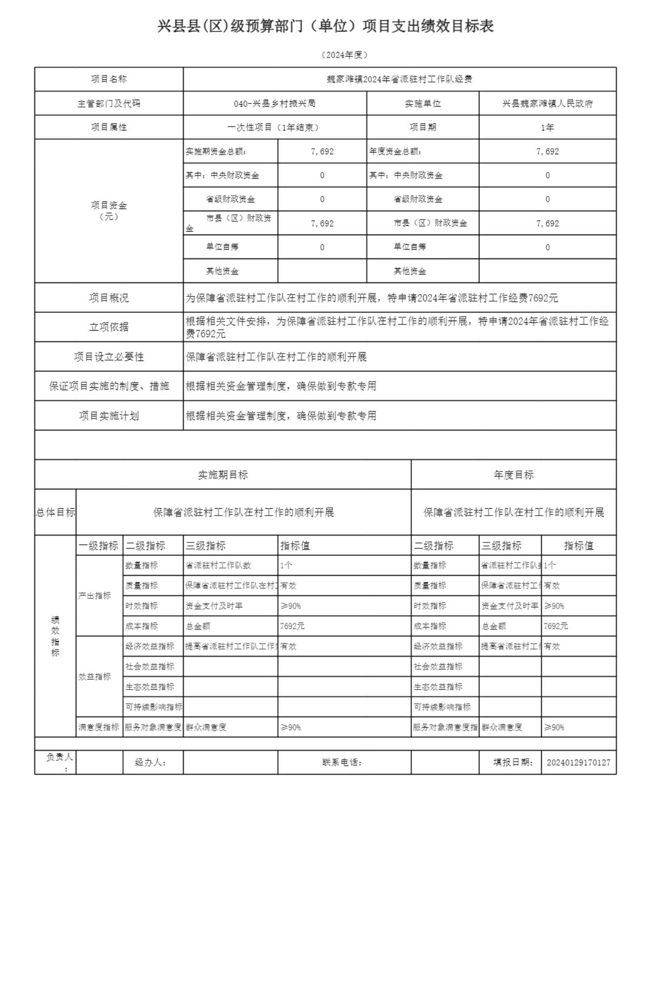 兴县县(区)级预算部门（单位）项目支出绩效目标表
（2024年度）
项目名称 魏家滩镇2024年省派驻村工作队经费
主管部门及代码 040-兴县乡村振兴局 实施单位 兴县魏家滩镇人民政府
项目属性 一次性项目（1年结束） 项目期 1年
项目资金
（元）
实施期资金总额： 7,692 年度资金总额： 7,692
其中：中央财政资金 0 其中：中央财政资金 0
省级财政资金 0 省级财政资金 0
市县（区）财政资
金 7,692 市县（区）财政资金 7,692
单位自筹 0 单位自筹 0
其他资金 其他资金
项目概况 为保障省派驻村工作队在村工作的顺利开展，特申请2024年省派驻村工作经费7692元
立项依据 根据相关文件安排，为保障省派驻村工作队在村工作的顺利开展，特申请2024年省派驻村工作经
费7692元
项目设立必要性 保障省派驻村工作队在村工作的顺利开展
保证项目实施的制度、措施 根据相关资金管理制度，确保做到专款专用
项目实施计划 根据相关资金管理制度，确保做到专款专用
实施期目标 年度目标
总体目标 保障省派驻村工作队在村工作的顺利开展 保障省派驻村工作队在村工作的顺利开展
绩
效
指
标
一级指标 二级指标 三级指标 指标值 二级指标 三级指标 指标值
产出指标
数量指标 省派驻村工作队数 1个 数量指标 省派驻村工作队 1个
质量指标 保障省派驻村工作队在村 有效 质量指标 保障省派驻村工 有效
时效指标 资金支付及时率 ≥90% 时效指标 资金支付及时率 ≥90%
成本指标 总金额 7692元 成本指标 总金额 7692元
效益指标
经济效益指标 提高省派驻村工作队工作 有效 经济效益指标 提高省派驻村工 有效
社会效益指标 社会效益指标
生态效益指标 生态效益指标
可持续影响指标 可持续影响指标
满意度指标 服务对象满意度 群众满意度 ≥90% 服务对象满意度指 群众满意度 ≥90%
负责人
： 经办人： 联系电话： 填报日期： 20240129170127